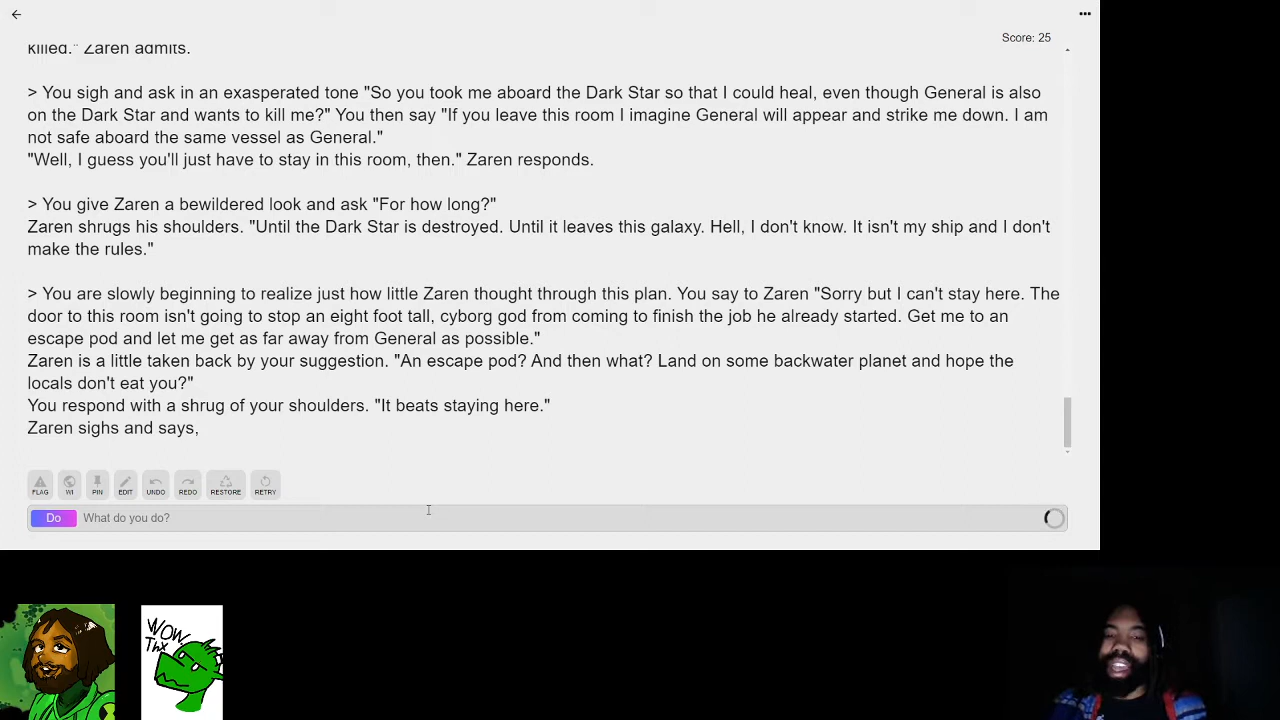 Score: 25
killed." Zaren admits.
> You sigh and ask in an exasperated tone "So you took me aboard the Dark Star so that I could heal, even though General is also
on the Dark Star and wants to kill me?" You then say "If you leave this room I imagine General will appear and strike me down. I am
not safe aboard the same vessel as General."
"Well, I guess you'll just have to stay in this room, then." Zaren responds.
> You give Zaren a bewildered look and ask "For how long?"
Zaren shrugs his shoulders. "Until the Dark Star is destroyed. Until it leaves this galaxy. Hell, I don't know. It isn't my ship and I don't
make the rules."
> You are slowly beginning to realize just how little Zaren thought through this plan. You say to Zaren "Sorry but I can't stay here. The
door to this room isn't going to stop an eight foot tall, cyborg god from coming to finish the job he already started. Get me to an
escape pod and let me get as far away from General as possible."
Zaren is a little taken back by your suggestion. "An escape pod? And then what? Land on some backwater planet and hope the
locals don't eat you?"
You respond with a shrug of your shoulders. "It beats staying here."
Zaren sighs and says,
FLAG WI PIN EDIT UNDO REDO RESTORE RETRY
Do What do you do?
WOW
Thx